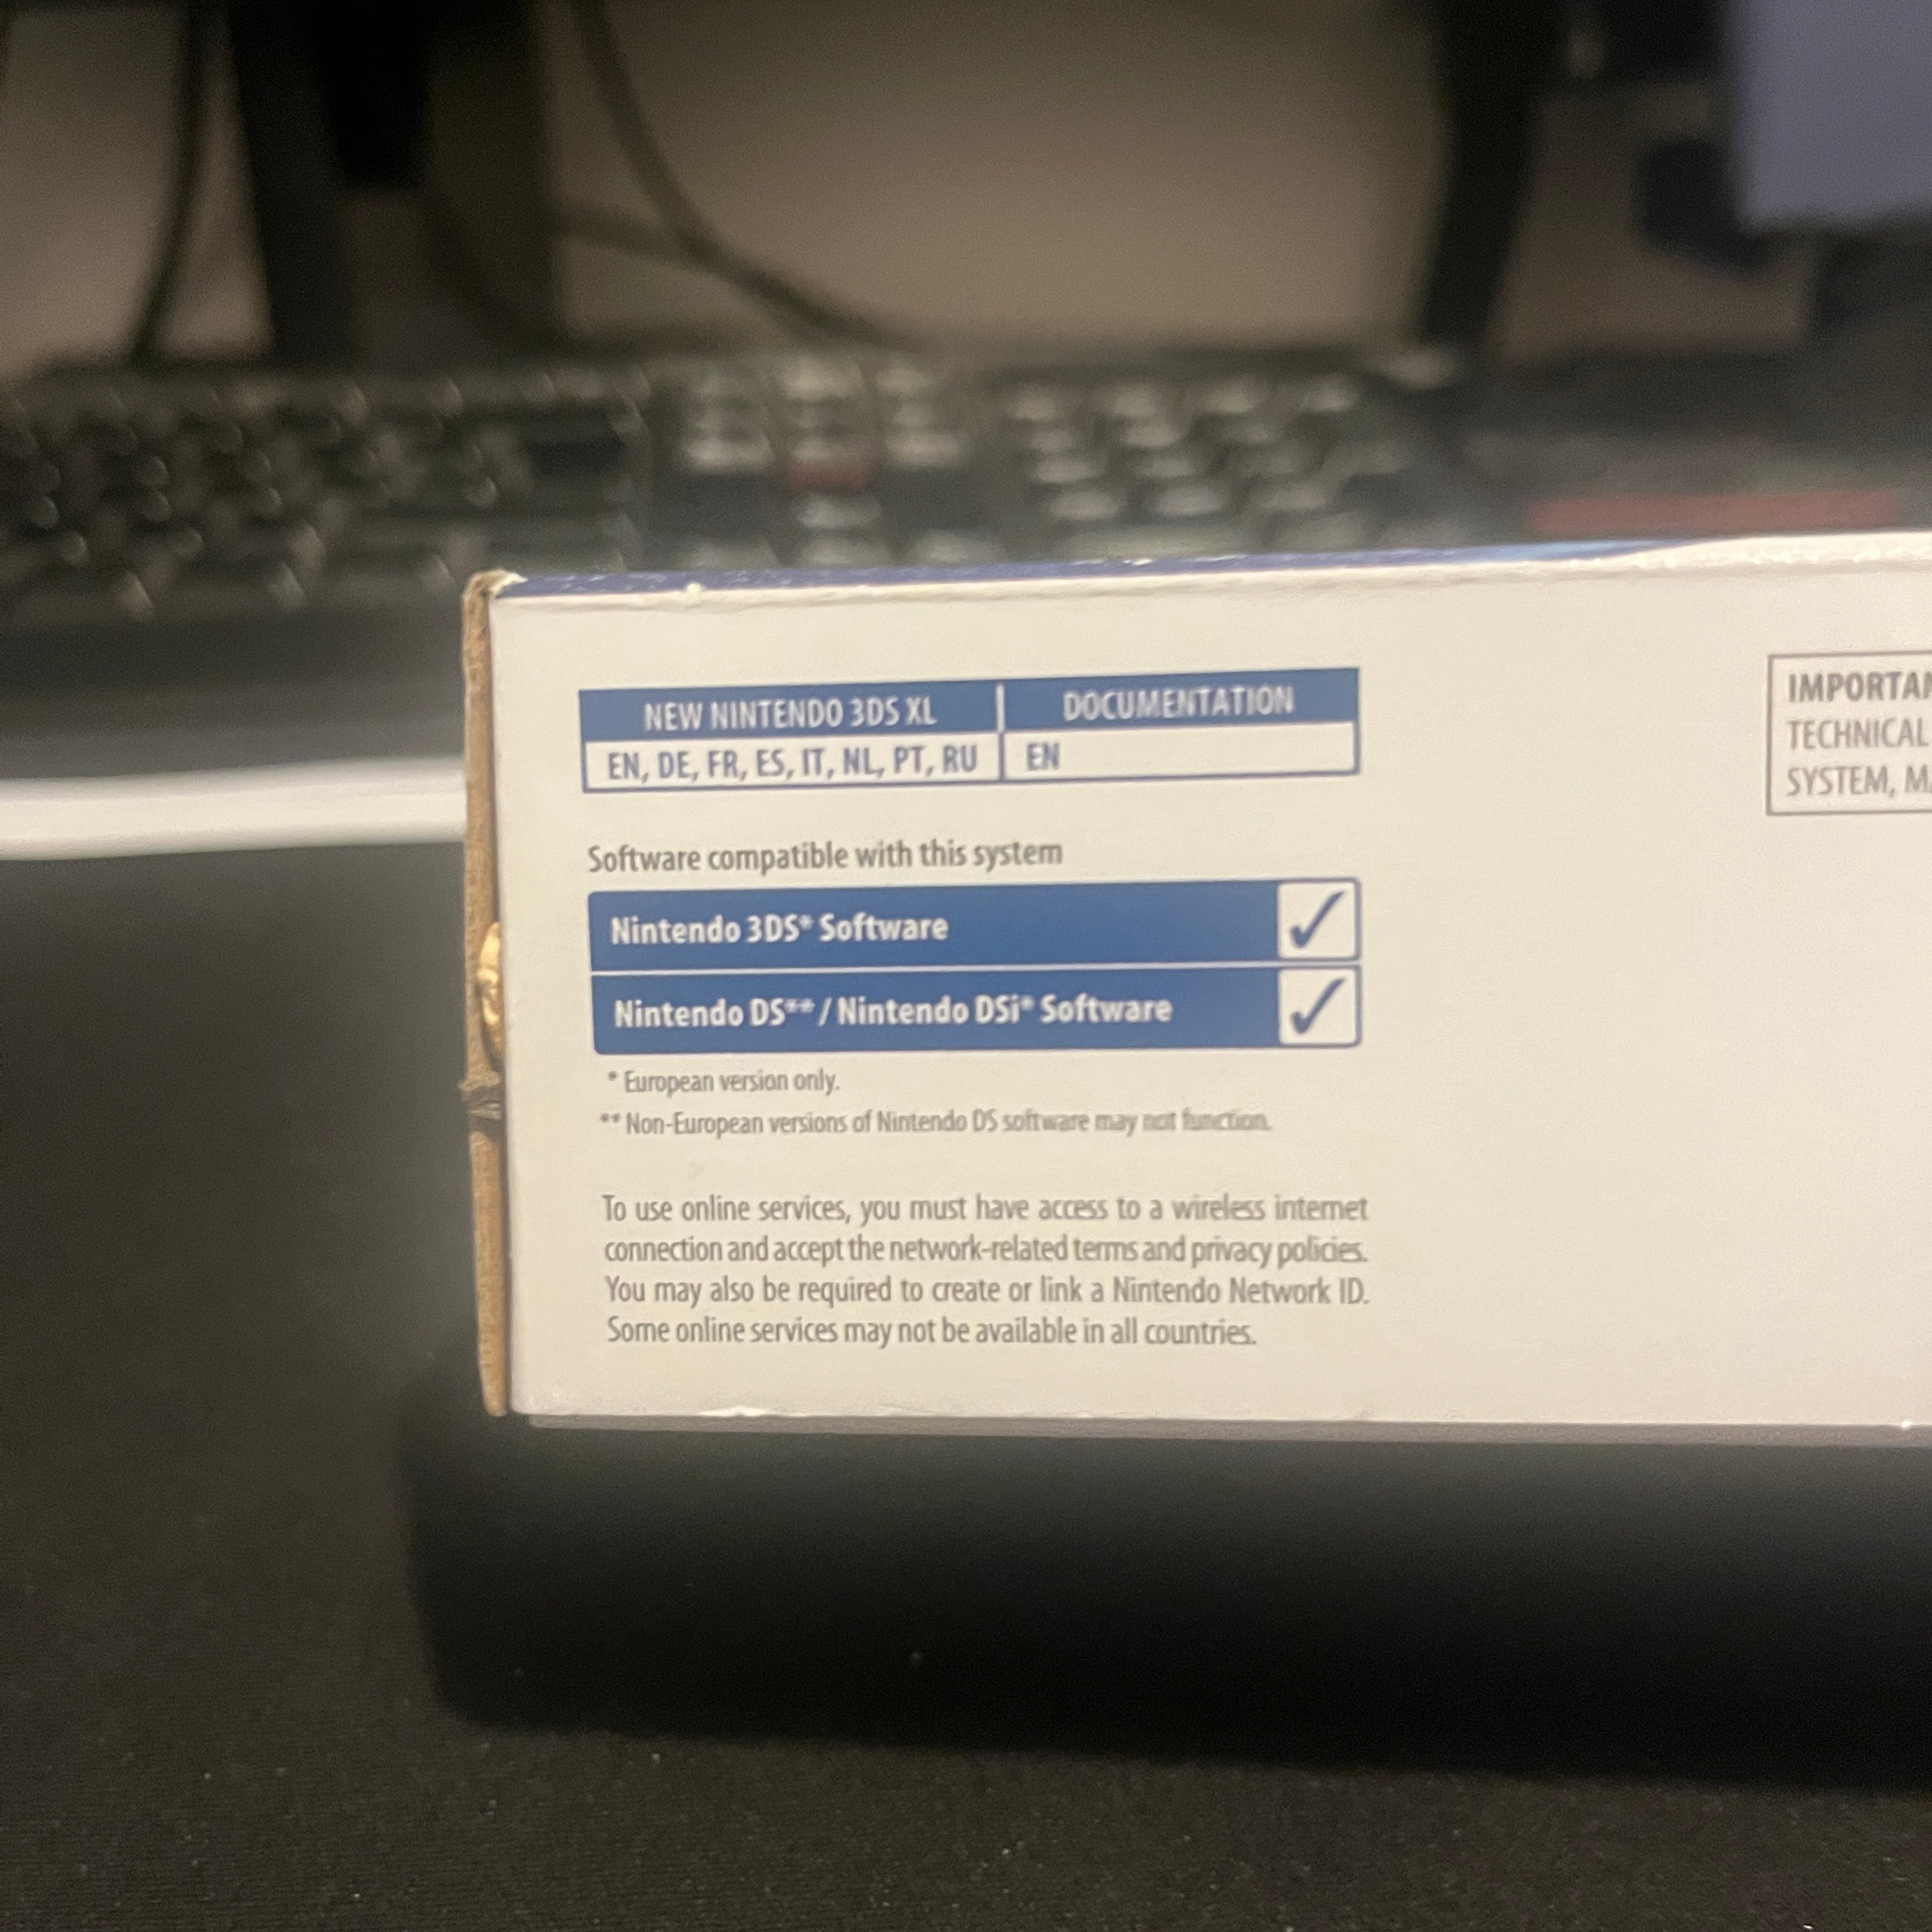 NEW NINTENDO 3DS XL DOCUMENTATION
EN, DE, FR, ES, IT, NL, PT, RU EN
Software compatible with this system
Nintendo 3DS* Software ✓
Nintendo DS** / Nintendo DSi* Software ✓
* European version only.
** Non-European versions of Nintendo DS software may not function.
To use online services, you must have access to a wireless internet
connection and accept the network-related terms and privacy policies.
You may also be required to create or link a Nintendo Network ID.
Some online services may not be available in all countries.
TECHNICAL
SYSTEM,